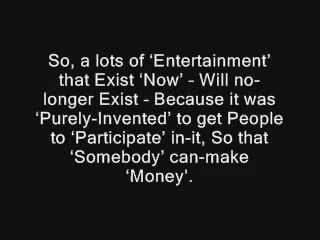 So, a lots of ‘Entertainment’
that Exist ‘Now’ – Will no-
longer Exist – Because it was
‘Purely-Invented’ to get People
to ‘Participate’ in-it, So that
‘Somebody’ can-make
‘Money’.